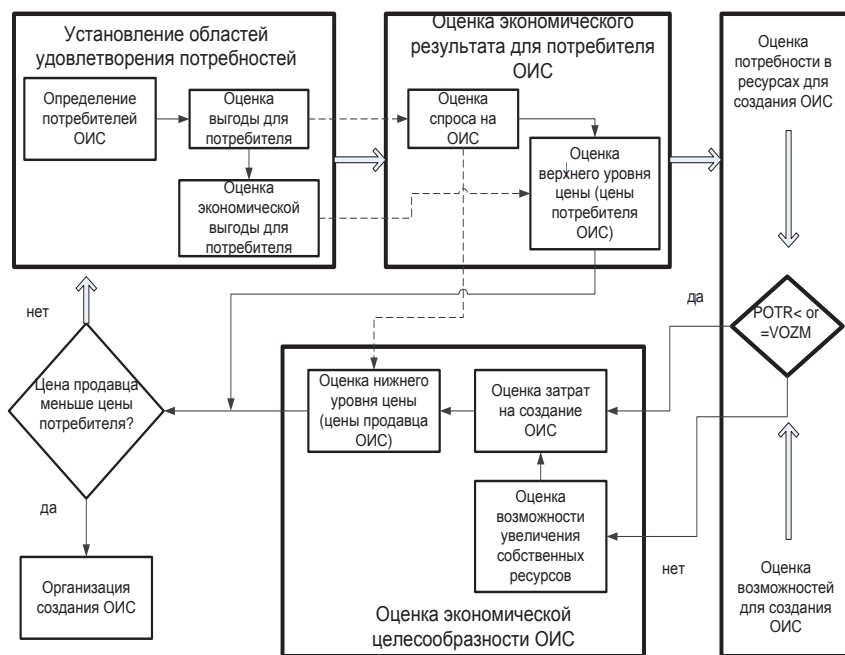 Установление областей
удовлетворения потребностей
Определение
потребителей
ОИС
Оценка
выгоды для
потребителя
Оценка
экономической
выгоды для
потребителя
Оценка экономического
результата для потребителя
ОИС
Оценка
спроса на
ОИС
Оценка
верхнего уровня
цены (цены
потребителя
ОИС)
Оценка
потребности в
ресурсах для
создания ОИС
POTR< or
=VOZM
да
нет
Оценка
возможностей
для создания
ОИС
Оценка нижнего
уровня цены
(цены продавца
ОИС)
Оценка затрат
на создание
ОИС
Оценка
возможности
увеличения
собственных
ресурсов
Оценка экономической
целесообразности ОИС
нет
Цена продавца
меньше цены
потребителя?
да
Организация
создания ОИС